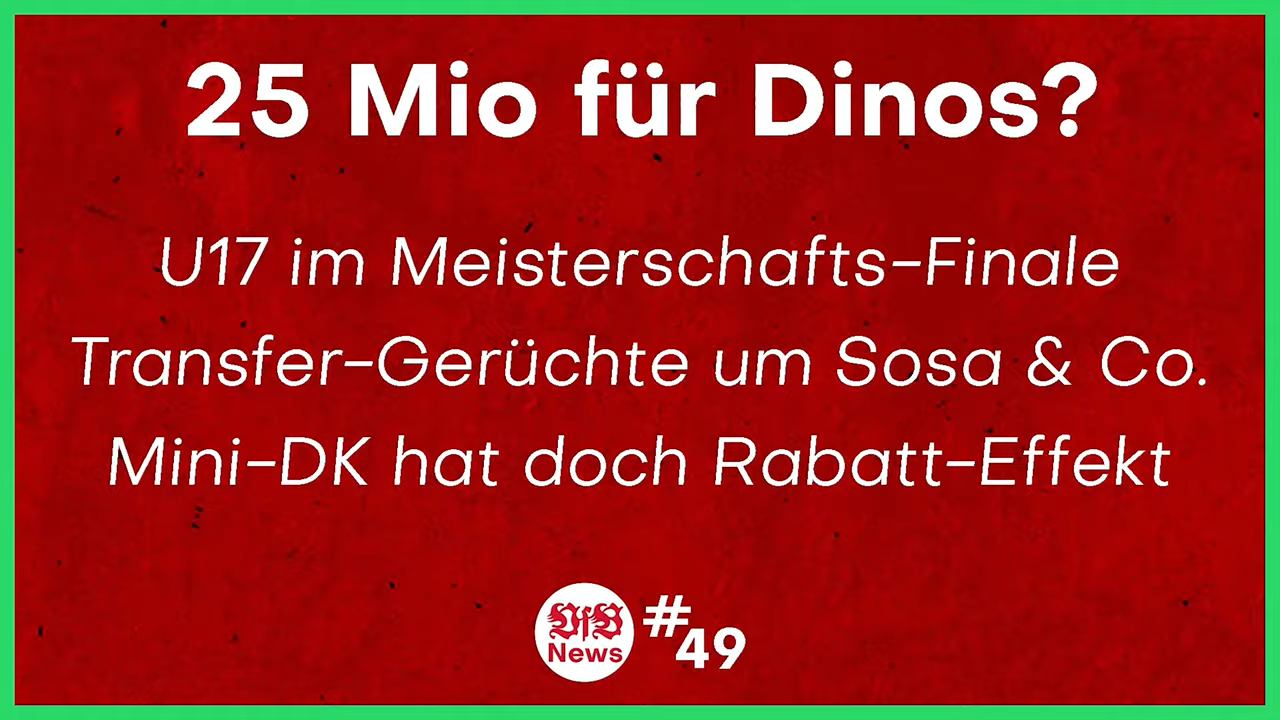 25 Mio für Dinos?
U17 im Meisterschafts-Finale
Transfer-Gerüchte um Sosa & Co.
Mini-DK hat doch Rabatt-Effekt
VfB
News
#49